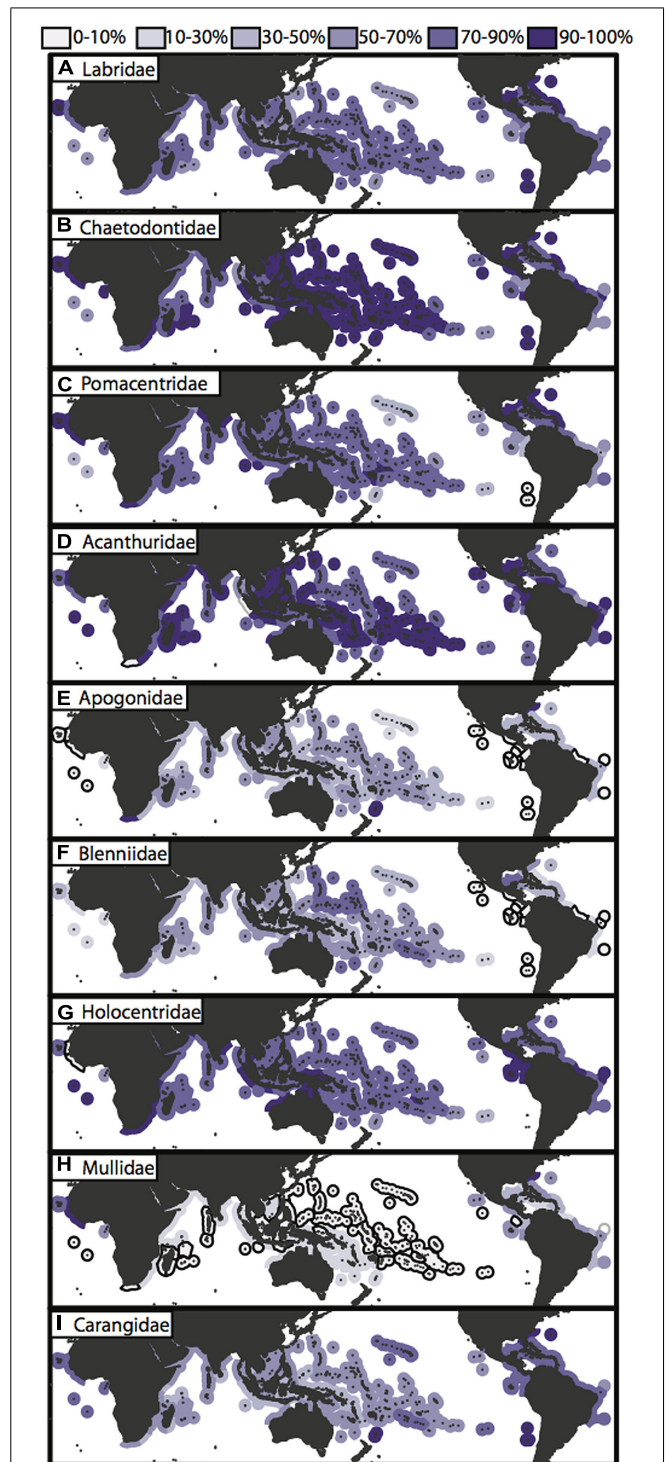 0-10% 10-30% 30-50% 50-70% 70-90% 90-100%
A Labridae
B Chaetodontidae
C Pomacentridae
D Acanthuridae
E Apogonidae
F Blenniidae
G Holocentridae
H Mullidae
I Carangidae